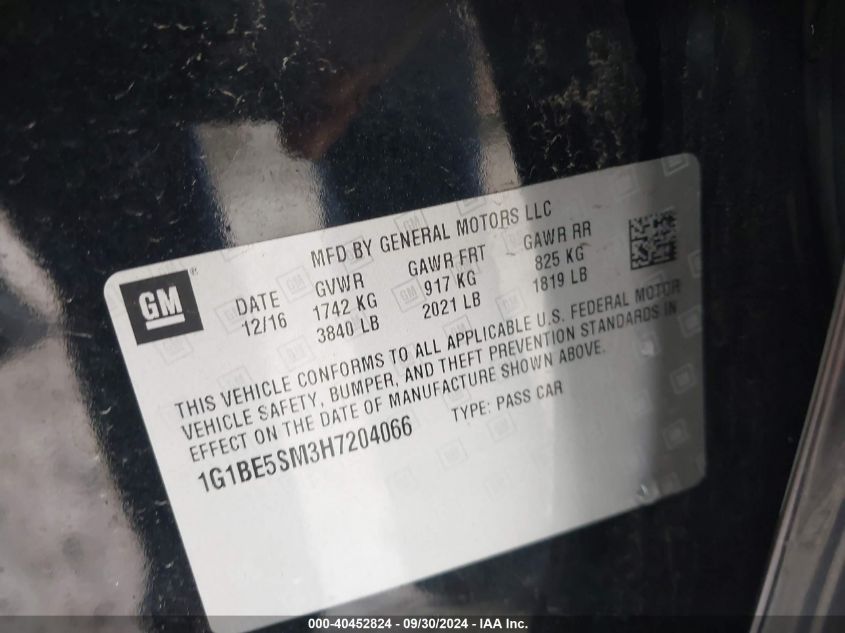 MFD BY GENERAL MOTORS LLC
GM®
DATE GVWR GAWR FRT GAWR RR
12/16 1742 KG 917 KG 825 KG
3840 LB 2021 LB 1819 LB
THIS VEHICLE CONFORMS TO ALL APPLICABLE U.S. FEDERAL MOTOR
VEHICLE SAFETY, BUMPER, AND THEFT PREVENTION STANDARDS IN
EFFECT ON THE DATE OF MANUFACTURE SHOWN ABOVE.
1G1BE5SM3H7204066 TYPE: PASS CAR
000-40452824 - 09/30/2024 - IAA Inc.